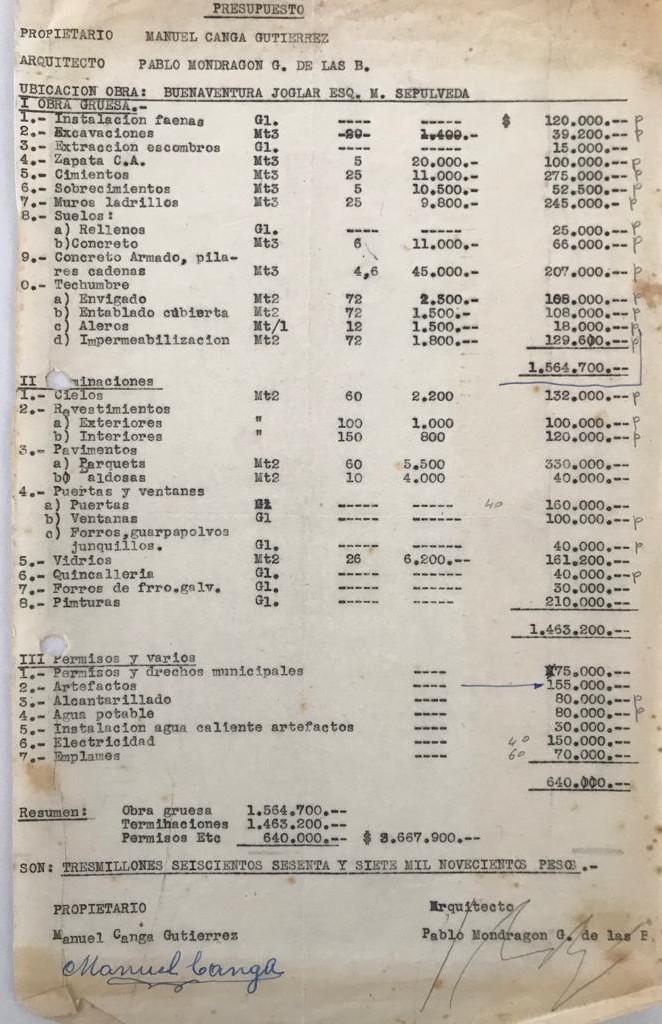 PRESUPUESTO
PROPIETARIO MANUEL CANGA GUTIERREZ
ARQUITECTO PABLO MONDRAGON G. DE LAS B.
UBICACION OBRA: BUENAVENTURA JOGLAR ESQ. M. SEPULVEDA
I OBRA GRUESA.-
1.- Instalacion faenas Gl. ---- ----- $ 120.000.-- p
2.- Excavaciones Mt3 -29- 1.400.- 39.200.-- p
3.- Extraccion escombros Gl. ---- ----- 15.000.--
4.- Zapata C.A. Mt3 5 20.000.- 100.000.-- p
5.- Cimientos Mt3 25 11.000.- 275.000.-- p
6.- Sobrecimientos Mt3 5 10.500.- 52.500.-- p
7.- Muros ladrillos Mt3 25 9.800.- 245.000.- p
8.- Suelos:
a) Rellenos Gl. ---- ----- 25.000.-- p
b)Concreto Mt3 6 11.000.- 66.000.-- p
9.- Concreto Armado, pila-
res cadenas Mt3 4,6 45.000.- 207.000.-- p
0.- Techumbre
a) Envigado Mt2 72 2.300.- 165.000.-- p
b) Entablado cubierta Mt2 72 1.500.- 108.000.-- p
c) Aleros Mt/l 12 1.500.-- 18.000.-- p
d) Impermeabilizacion Mt2 72 1.800.-- 129.600.-- p
1.564.700.--
II minaciones
1.- Cielos Mt2 60 2.200 132.000.-- p
2.- Revestimientos
a) Exteriores " 100 1.000 100.000.-- p
b) Interiores " 150 800 120.000.-- p
3.- Pavimentos
a) Parquets Mt2 60 5.500 330.000.--
b) aldosas Mt2 10 4.000 40.000.--
4.- Puertas y ventanss
a) Puertas Gl ----- ----- 40 160.000.--
b) Ventanas Gl ----- ----- 100.000.-- p
c) Forros,guarpapolvos
junquillos. Gl. ----- ----- 40.000.-- p
5.- Vidrios Mt2 26 6.200.-- 161.200.--
6.- Quincalleria Gl. ----- ----- 40.000.-- p
7.- Forros de frro.galv. Gl. ----- ----- 30.000.--
8.- Pimturas Gl. ----- ----- 210.000.--
1.463.200.--
III Permisos y varios
1.- Permisos y drechos municipales ---- 75.000.--
2.- Artefactos ---- 155.000.--
3.- Alcantarillado ---- 80.000.-- p
4.- Agua potable ---- 80.000.-- p
5.- Instalacion agua caliente artefactos ---- 30.000.--
6.- Electricidad ---- 40 150.000.--
7.- Emplames ---- 60 70.000.--
640.000.--
Resumen: Obra gruesa 1.564.700.--
Terminaciones 1.463.200.--
Permisos Etc 640.000.-- $ 3.667.900.--
SON: TRESMILLONES SEISCIENTOS SESENTA Y SIETE MIL NOVECIENTOS PESOS .-
PROPIETARIO Arquitecto
Manuel Canga Gutierrez Pablo Mondragon G. de las B
Manuel Canga